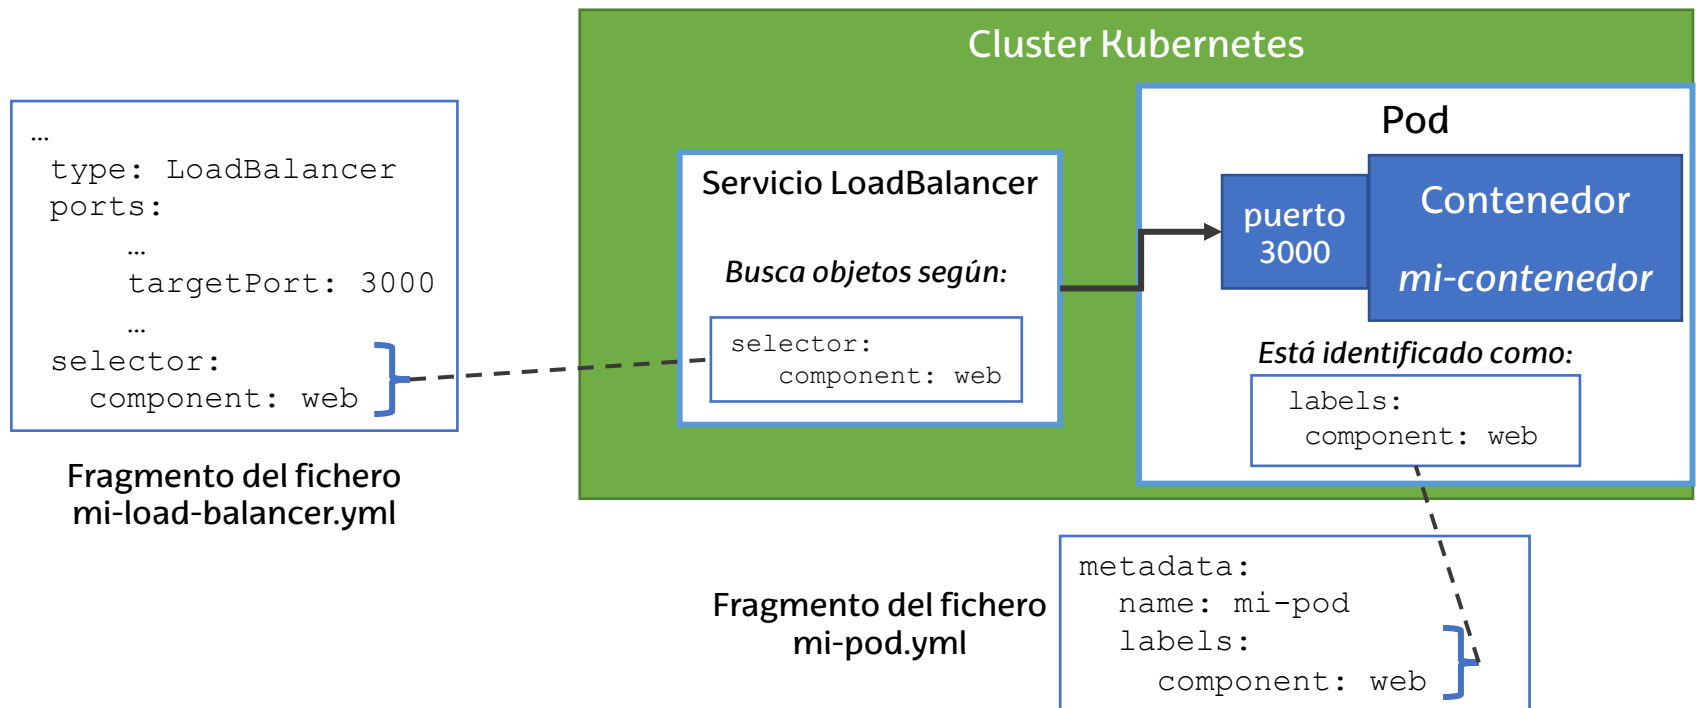 Cluster Kubernetes
…
type: LoadBalancer
ports:
…
targetPort: 3000
…
selector:
component: web
Fragmento del fichero
mi-load-balancer.yml
Servicio LoadBalancer
Busca objetos según:
selector:
component: web
Pod
puerto
3000
Contenedor
mi-contenedor
Está identificado como:
labels:
component: web
Fragmento del fichero
mi-pod.yml
metadata:
name: mi-pod
labels:
component: web